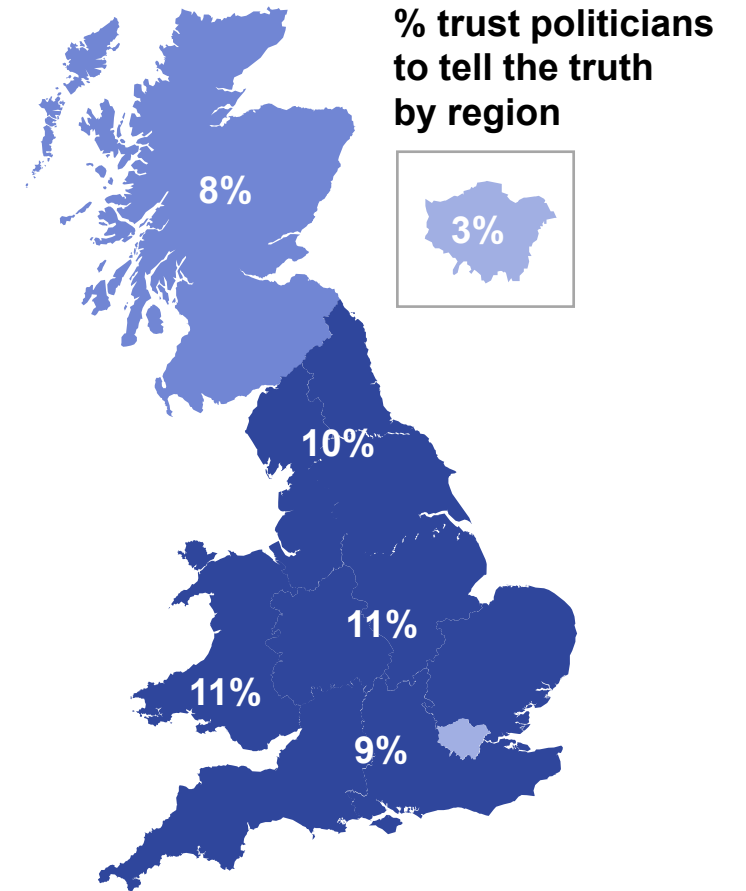 % trust politicians
to tell the truth
by region
8%
3%
10%
11%
11%
9%